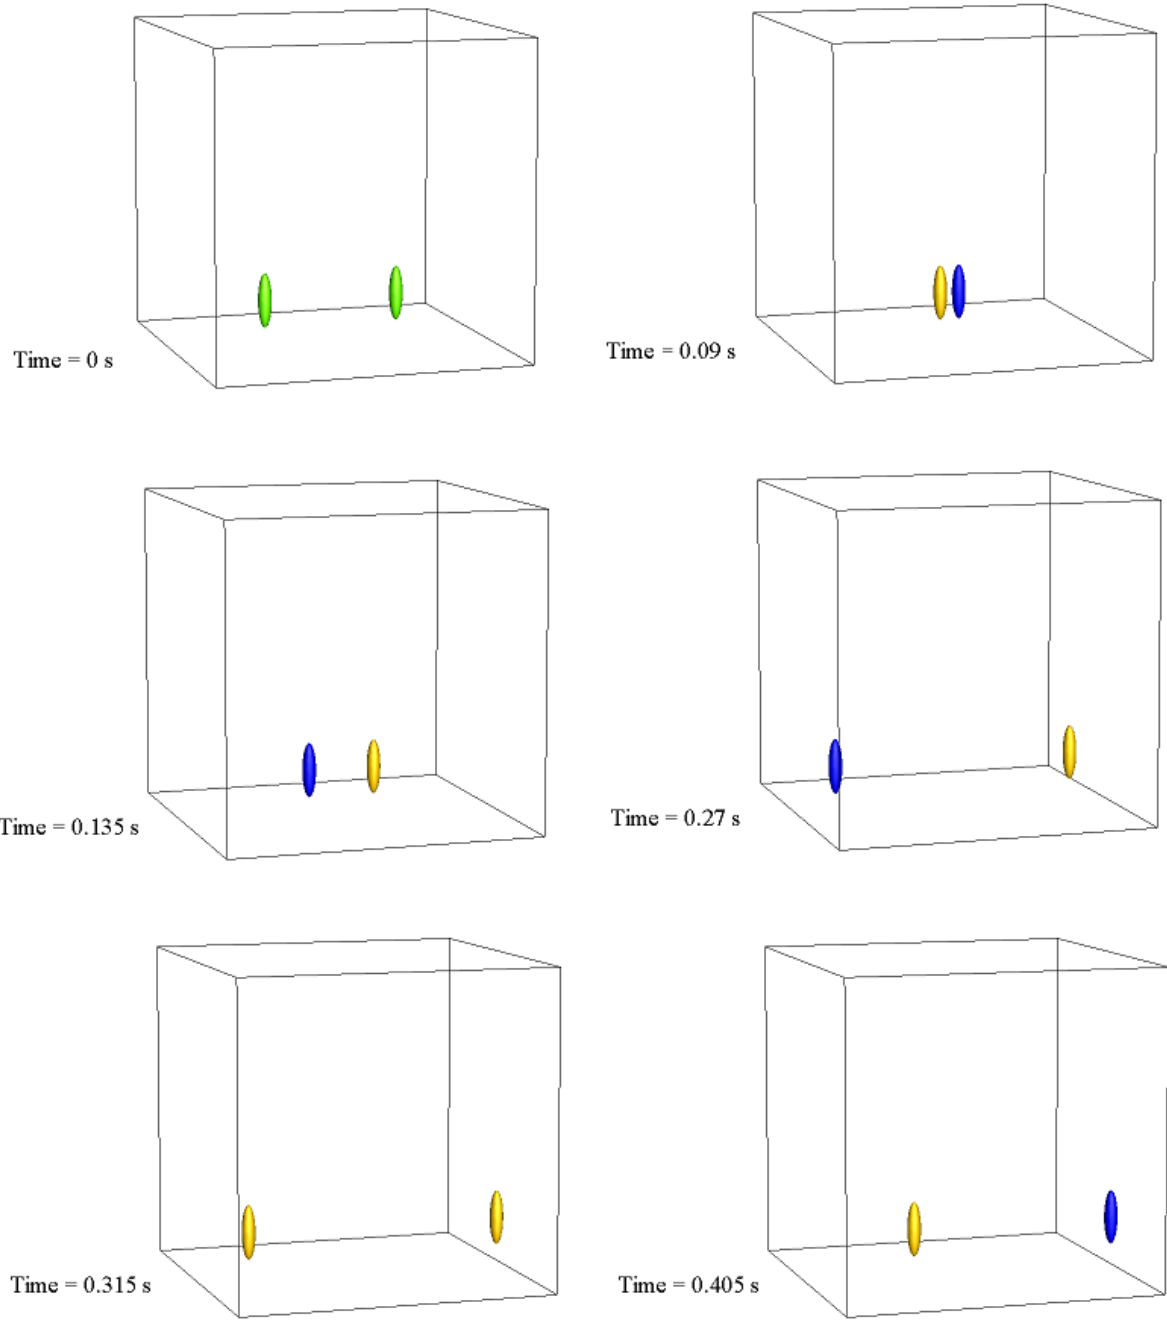 Time = 0 s
Time = 0.09 s
Time = 0.135 s
Time = 0.27 s
Time = 0.315 s
Time = 0.405 s